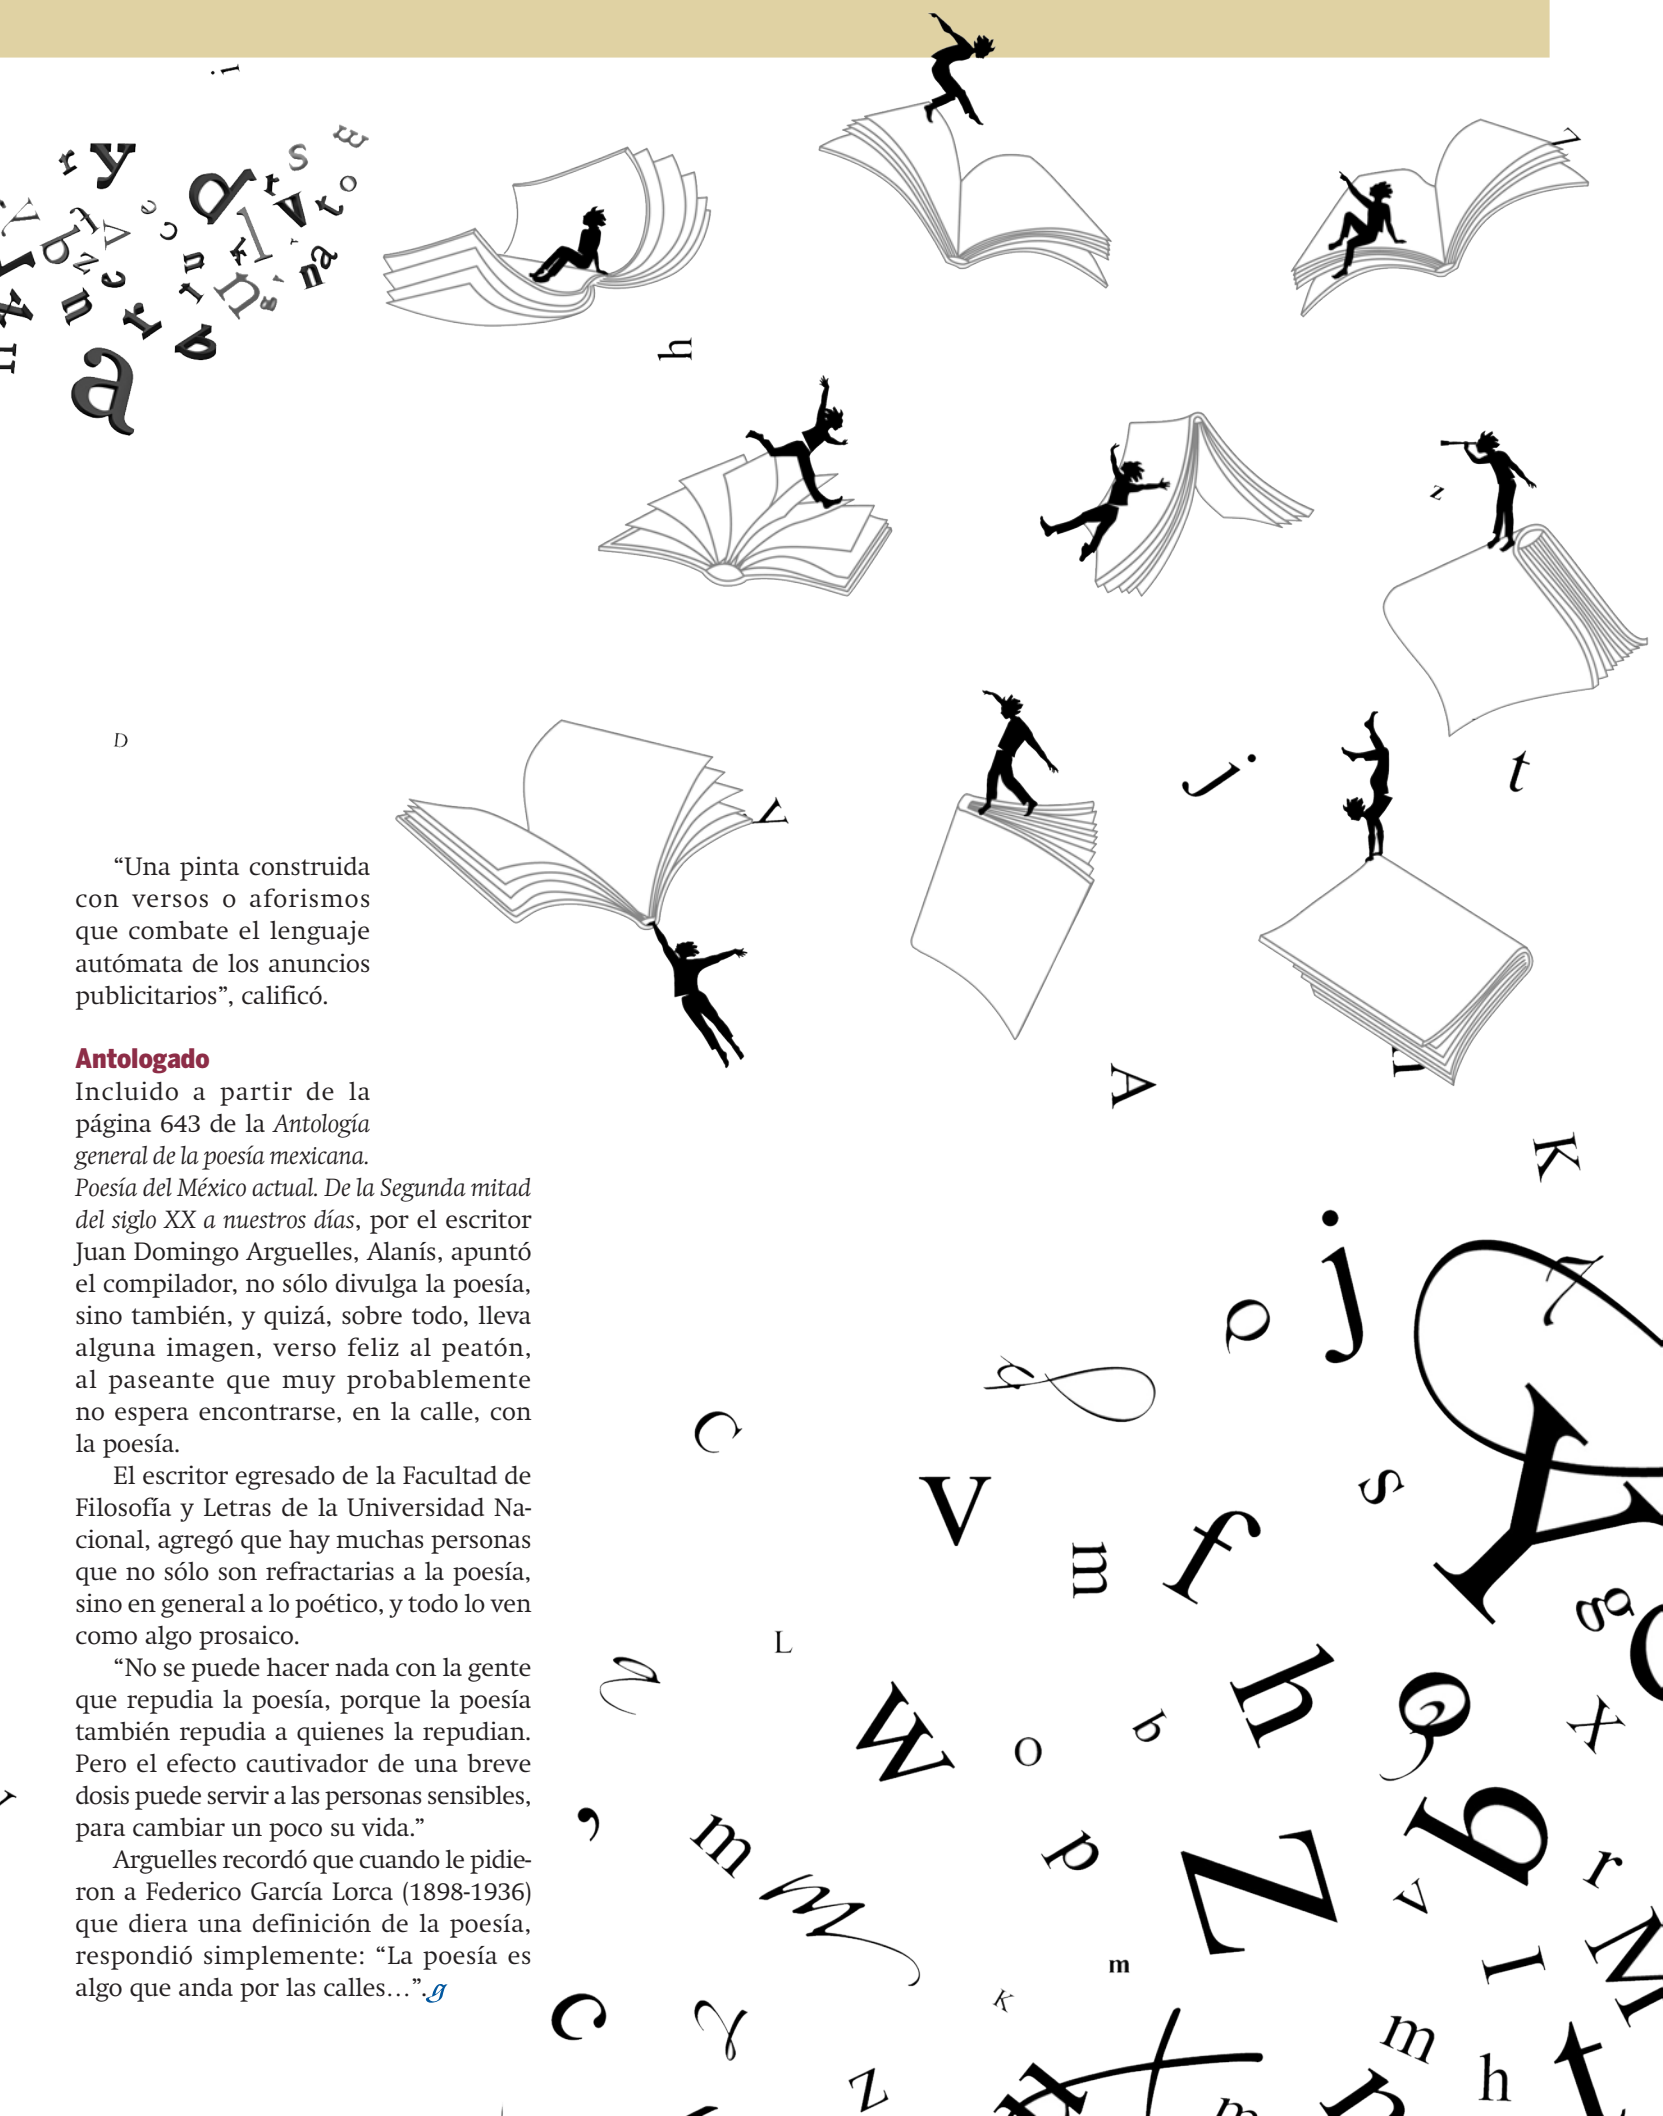 “Una pinta construida
con versos o aforismos
que combate el lenguaje
autómata de los anuncios
publicitarios”, calificó.
Antologado
Incluido a partir de la
página 643 de la Antología
general de la poesía mexicana.
Poesía del México actual. De la Segunda mitad
del siglo XX a nuestros días, por el escritor
Juan Domingo Arguelles, Alanís, apuntó
el compilador, no sólo divulga la poesía,
sino también, y quizá, sobre todo, lleva
alguna imagen, verso feliz al peatón,
al paseante que muy probablemente
no espera encontrarse, en la calle, con
la poesía.
El escritor egresado de la Facultad de
Filosofía y Letras de la Universidad Na-
cional, agregó que hay muchas personas
que no sólo son refractarias a la poesía,
sino en general a lo poético, y todo lo ven
como algo prosaico.
“No se puede hacer nada con la gente
que repudia la poesía, porque la poesía
también repudia a quienes la repudian.
Pero el efecto cautivador de una breve
dosis puede servir a las personas sensibles,
para cambiar un poco su vida.”
Arguelles recordó que cuando le pidie-
ron a Federico García Lorca (1898-1936)
que diera una definición de la poesía,
respondió simplemente: “La poesía es
algo que anda por las calles…”. g